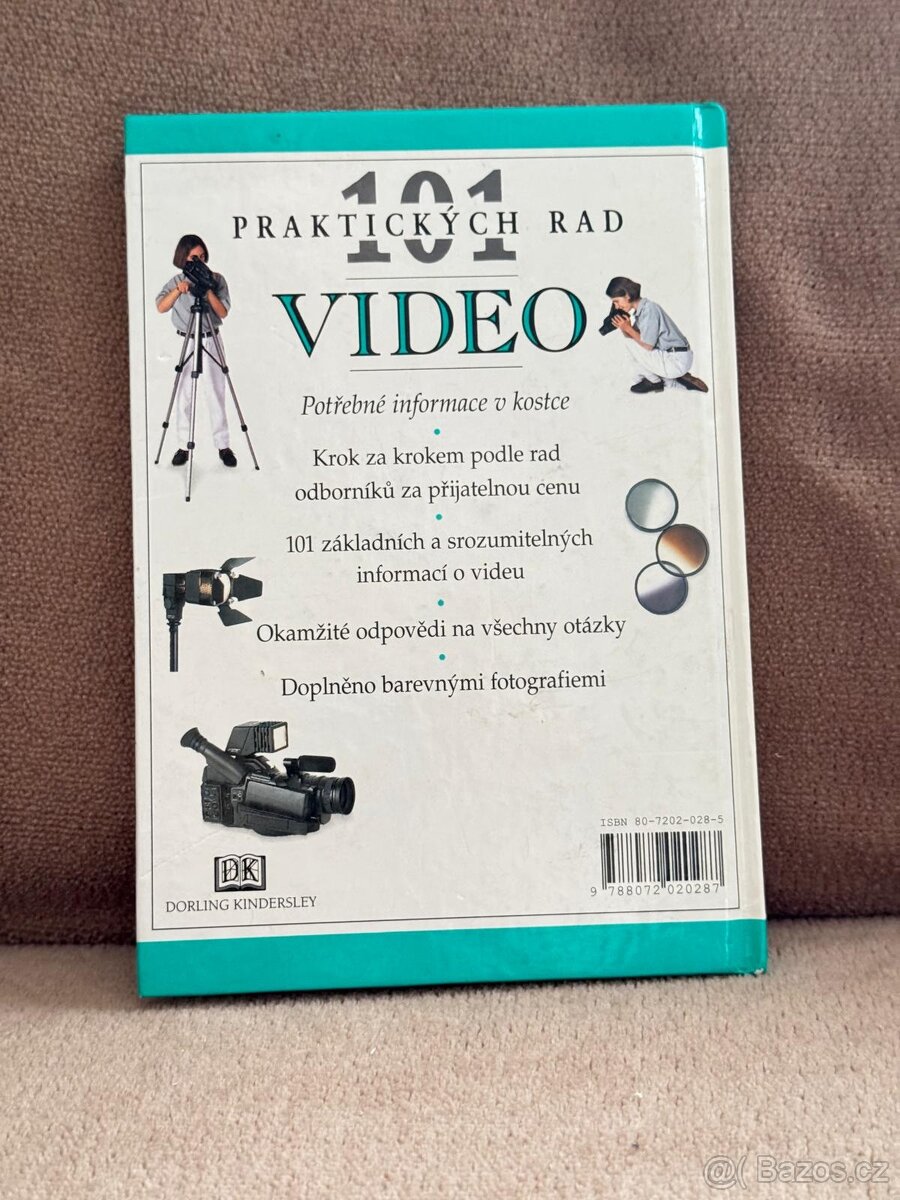 101
PRAKTICKÝCH RAD
VIDEO
Potřebné informace v kostce
Krok za krokem podle rad
odborníků za přijatelnou cenu
101 základních a srozumitelných
informací o videu
Okamžité odpovědi na všechny otázky
Doplněno barevnými fotografiemi
ISBN 80-7202-028-5
9 788072 020287
DK
DORLING KINDERSLEY
@( Bazos.cz